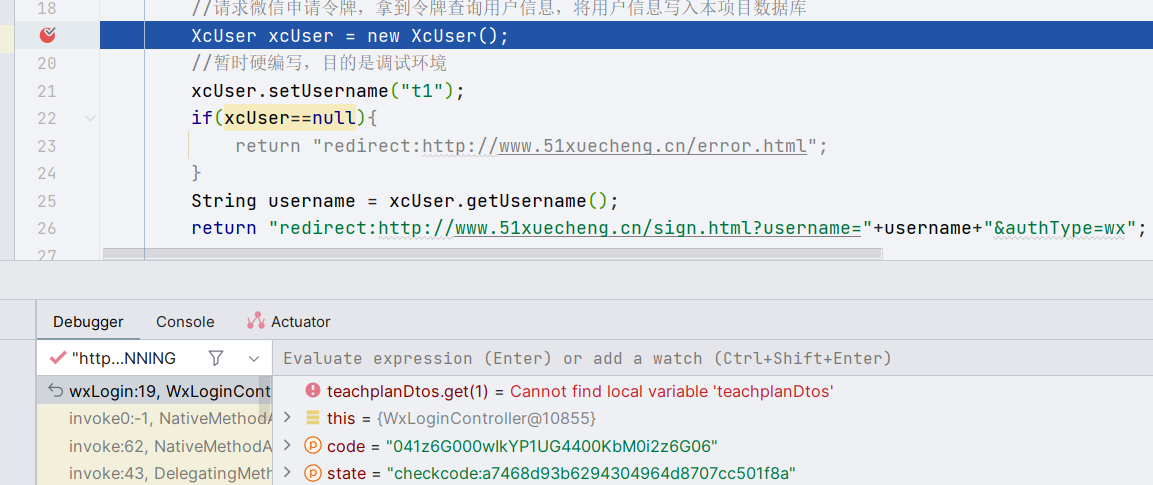 18 //请求微信申请令牌，拿到令牌查询用户信息，将用户信息写入本项目数据库
XcUser xcUser = new XcUser();
20 //暂时硬编写，目的是调试环境
21 xcUser.setUsername("t1");
22 if(xcUser==null){
23 return "redirect:http://www.51xuecheng.cn/error.html";
24 }
25 String username = xcUser.getUsername();
26 return "redirect:http://www.51xuecheng.cn/sign.html?username="+username+"&authType=wx";
27
Debugger Console Actuator
"http...NNING Evaluate expression (Enter) or add a watch (Ctrl+Shift+Enter)
wxLogin:19, WxLoginCont teachplanDtos.get(1) = Cannot find local variable 'teachplanDtos'
invoke0:-1, NativeMethodA this = {WxLoginController@10855}
invoke:62, NativeMethodA code = "041z6G000wlkYP1UG4400KbM0i2z6G06"
invoke:43, DelegatingMeth state = "checkcode:a7468d93b6294304964d8707cc501f8a"